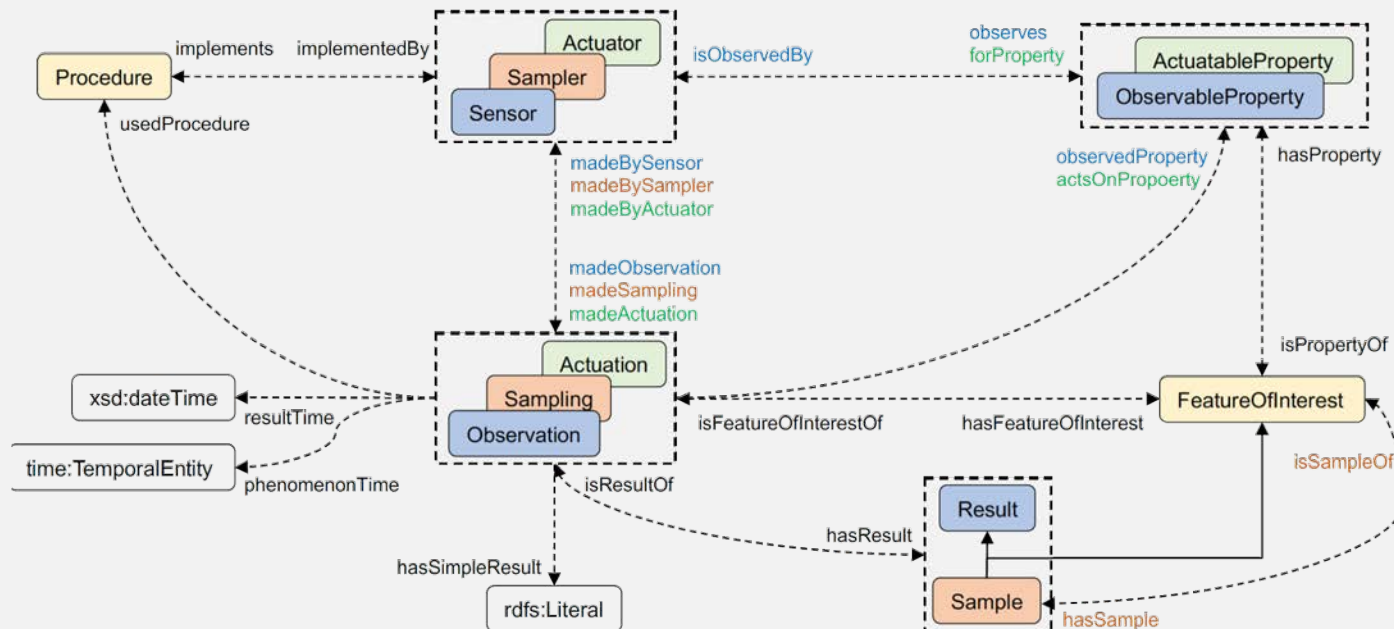 implements
implementedBy
Actuator
isObservedBy
observes
forProperty
ActuatableProperty
Procedure
Sampler
ObservableProperty
Sensor
usedProcedure
madeBySensor
madeBySampler
madeByActuator
observedProperty
actsOnPropoerty
hasProperty
madeObservation
madeSampling
madeActuation
isPropertyOf
Actuation
xsd:dateTime
Sampling
FeatureOfInterest
resultTime
isFeatureOfInterestOf
hasFeatureOfInterest
Observation
time:TemporalEntity
isSampleOf
phenomenonTime
isResultOf
Result
hasResult
hasSimpleResult
rdfs:Literal
Sample
hasSample